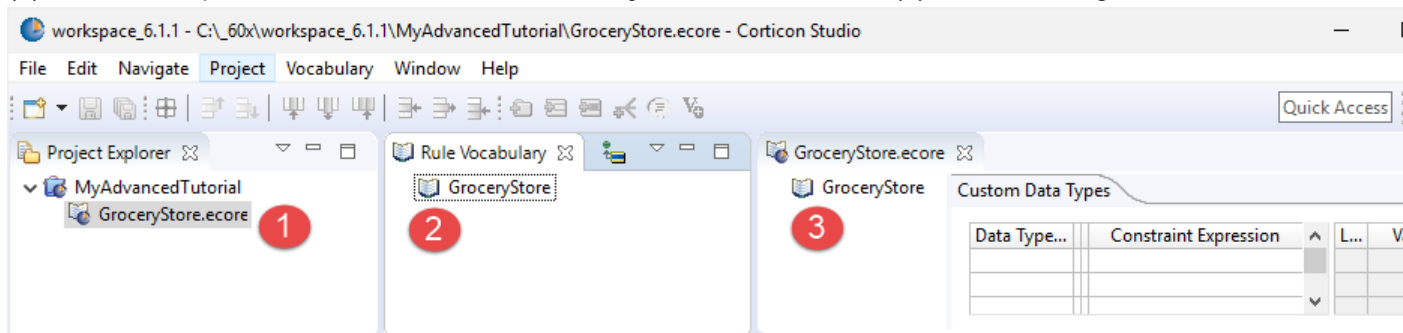 workspace_6.1.1 - C:\_60x\workspace_6.1.1\MyAdvancedTutorial\GroceryStore.ecore - Corticon Studio
File Edit Navigate Project Vocabulary Window Help
Quick Access
Project Explorer
MyAdvancedTutorial
GroceryStore.ecore
1
Rule Vocabulary
GroceryStore
2
GroceryStore.ecore
GroceryStore
3
Custom Data Types
Data Type... Constraint Expression L...